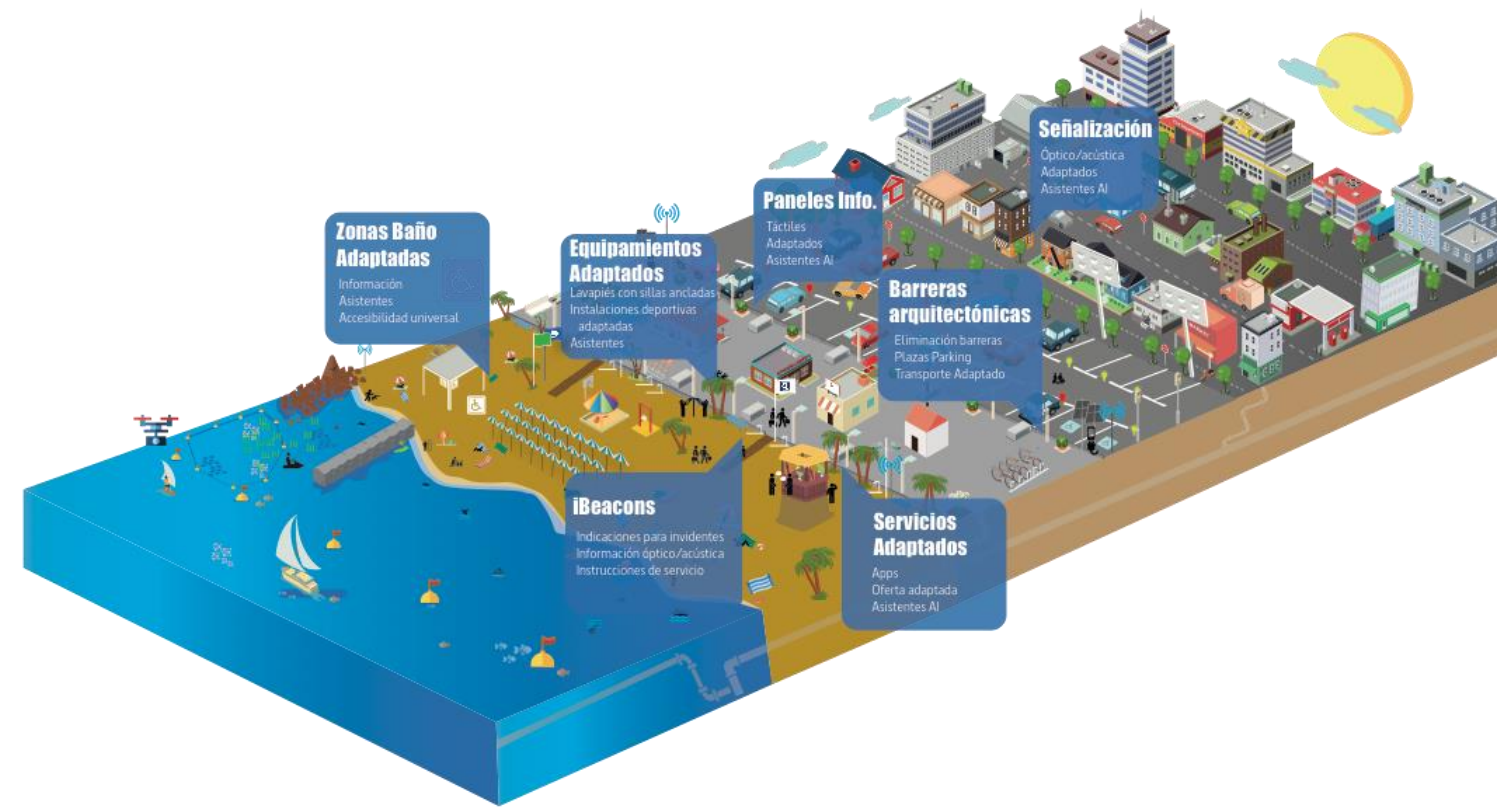 Señalización
Óptico/acústica
Adaptados
Asistentes AI
Paneles Info.
Táctiles
Adaptados
Asistentes AI
Zonas Baño
Adaptadas
Información
Asistentes
Accesibilidad universal
Equipamientos
Adaptados
Lavapiés con sillas ancladas
Instalaciones deportivas
adaptadas
Asistentes
Barreras
arquitectónicas
Eliminación barreras
Plazas Parking
Transporte Adaptado
iBeacons
Indicaciones para invidentes
Información óptico/acústica
Instrucciones de servicio
Servicios
Adaptados
Apps
Oferta adaptada
Asistentes AI